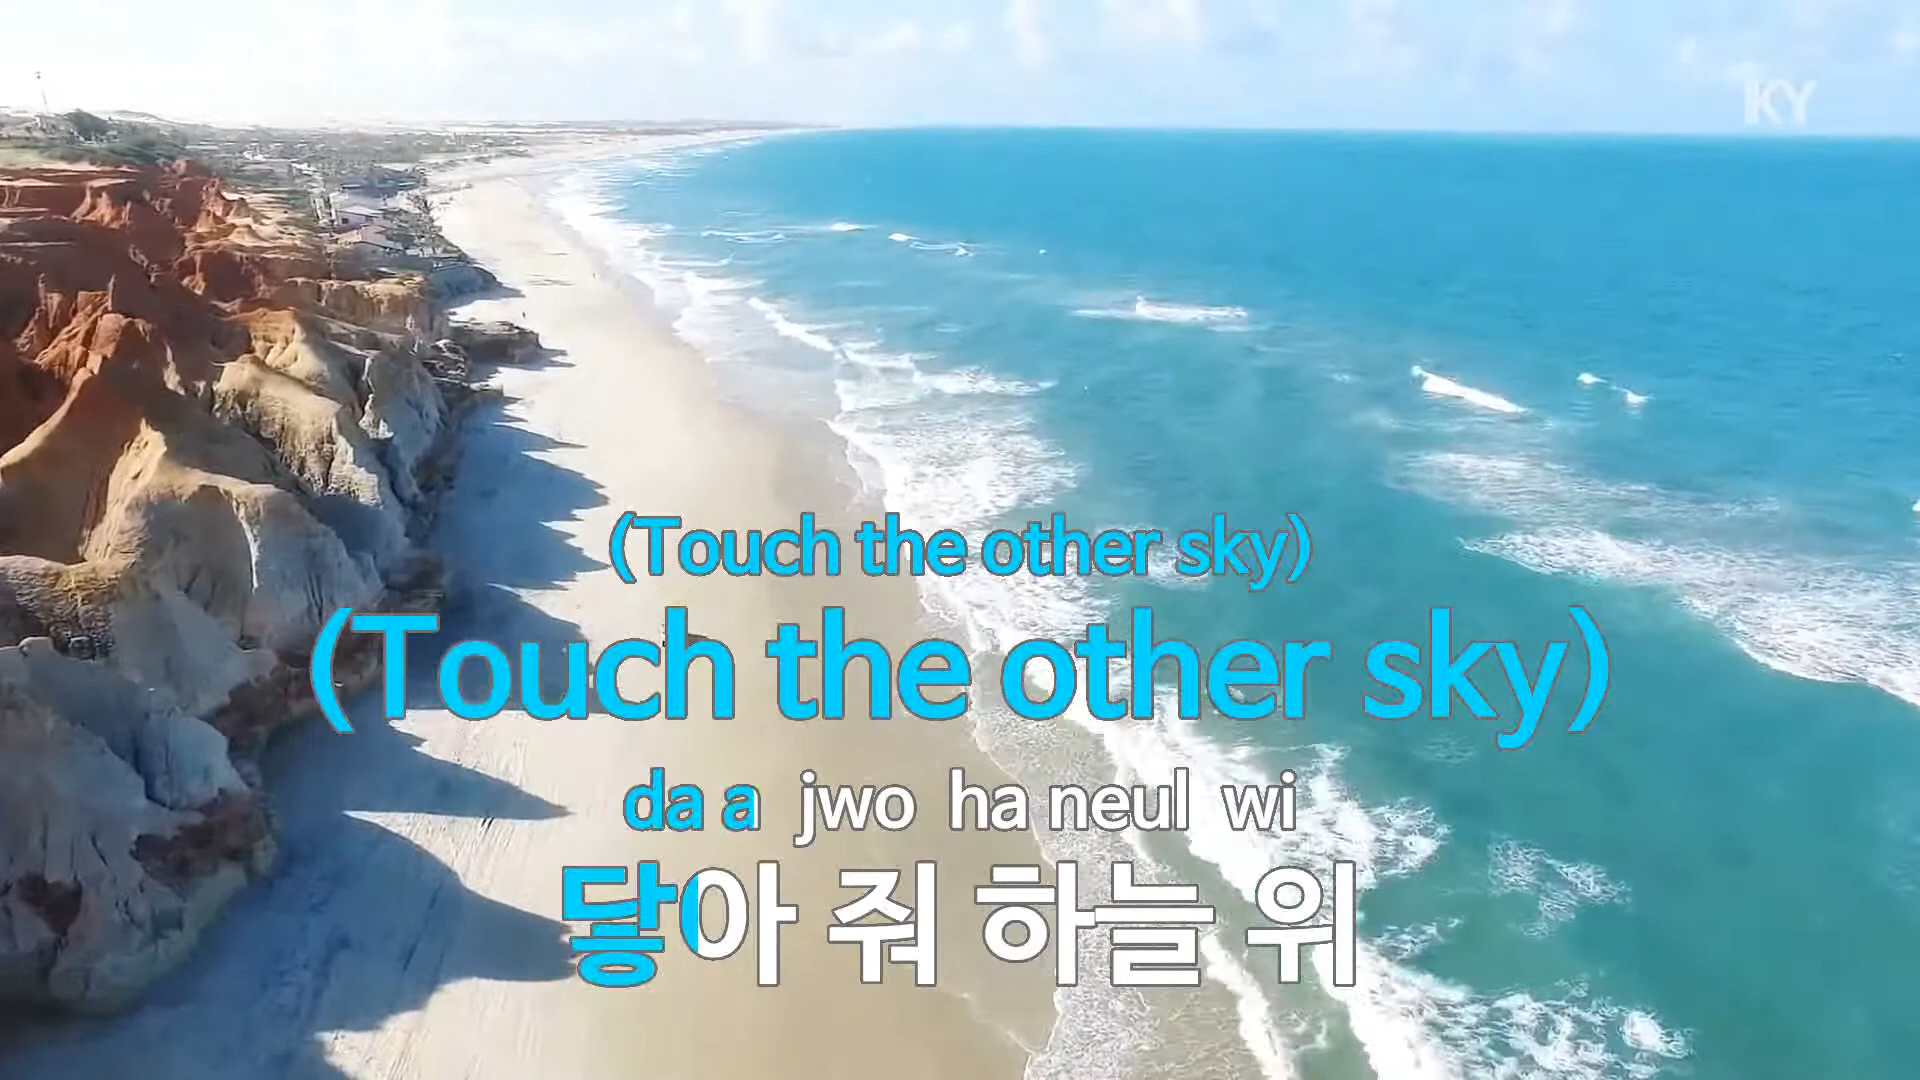 KY
(Touch the other sky)
(Touch the other sky)
da a jwo ha neul wi
닿아 줘 하늘 위